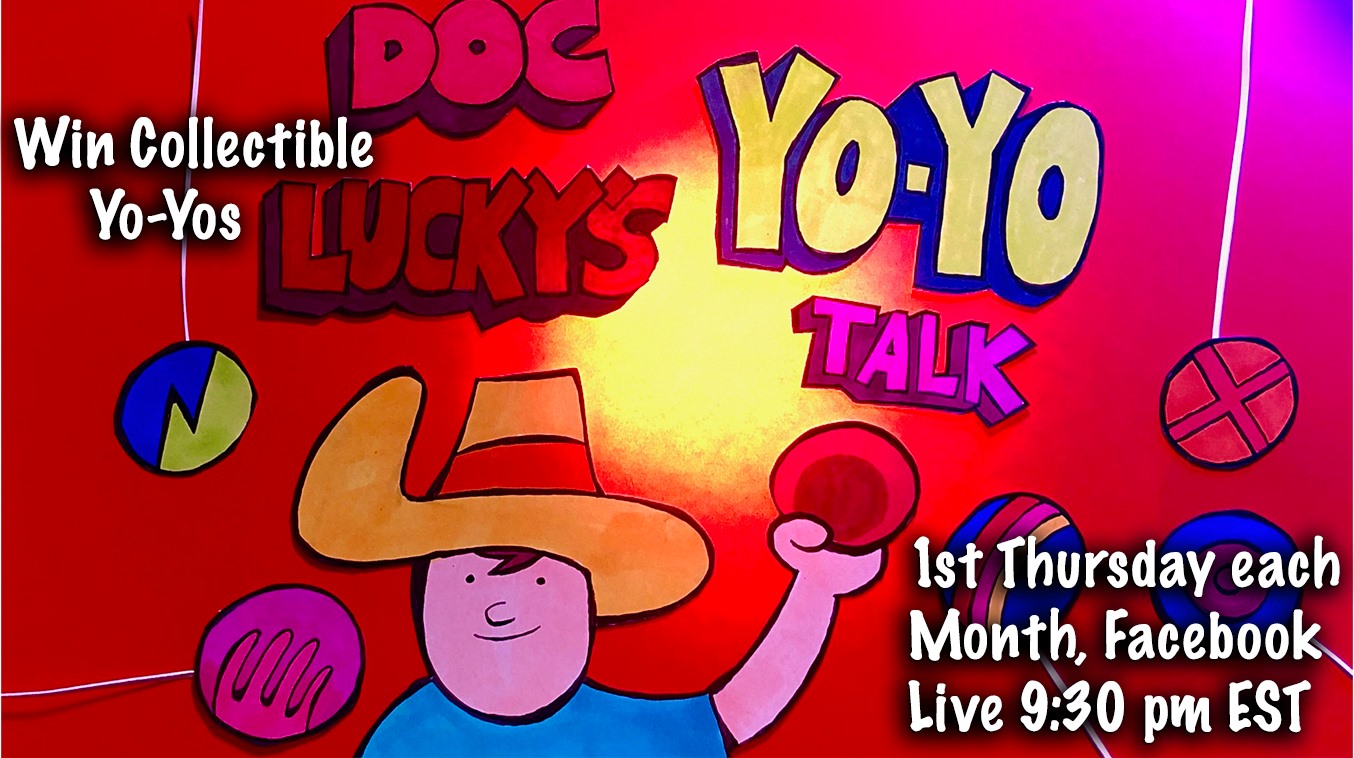 DOC
LUCKY'S
YO-YO
TALK
Win Collectible
Yo-Yos
1st Thursday each
Month, Facebook
Live 9:30 pm EST